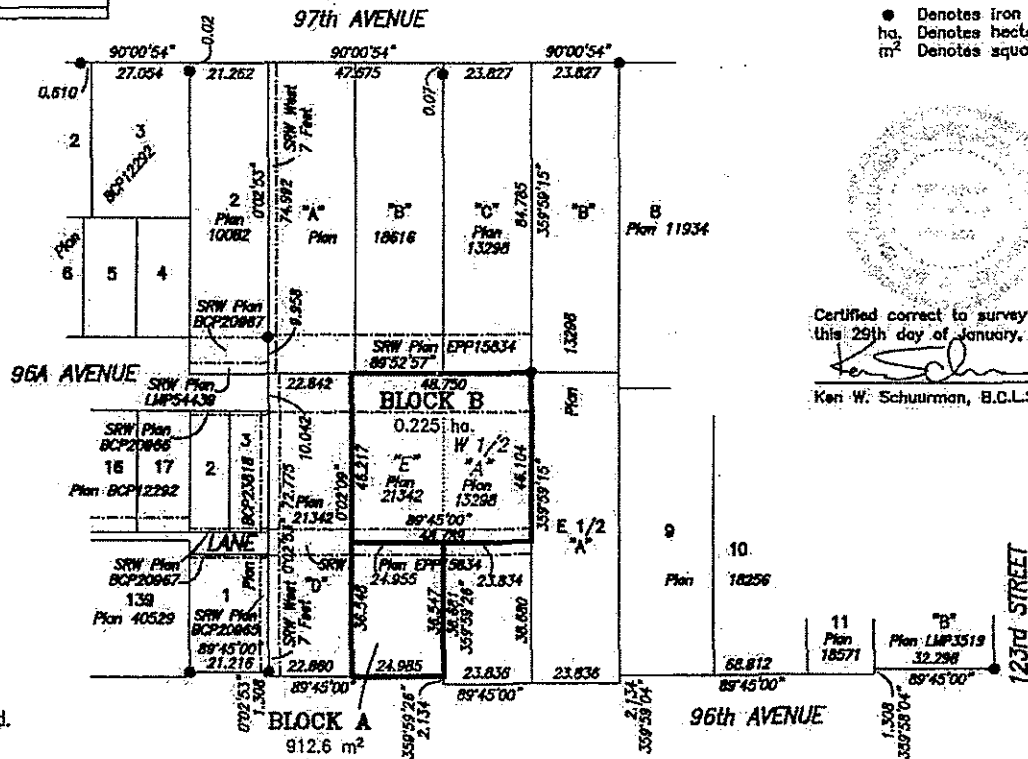 97th AVENUE
Denotes iron
ha. Denotes hect
m² Denotes squa
0.02
90°00'54"
90°00'54"
90°00'54"
27.054
21.262
47.675
23.827
23.827
0.610
0.07
2
3
BCP12292
SRW West
7 Feet
0°02'53"
74.992
2
Plan
10082
"A"
Plan
"B"
18616
"C"
Plan
13298
84.785
359°59'15"
"B"
B
Plan 11934
Plan
6
5
4
SRW Plan
BCP20967
9.958
SRW Plan EPP15834
89°52'57"
13298
Plan
Certified correct to survey
this 29th day of January,
Ken W. Schuurman, B.C.L.S
96A AVENUE
SRW Plan
LMP54439
22.842
48.750
BLOCK B
0.225 ha.
SRW Plan
BCP20966
16
17
2
3
BCP23818
Plan BCP12292
10.042
72.775
0°02'53"
Plan
21342
0°02'09"
46.217
"E"
Plan
21342
W 1/2
"A"
Plan
13298
46.104
359°59'15"
89°45'00"
48.789
E 1/2
"A"
9
Plan
10
18256
LANE
SRW Plan
BCP20967
SRW
Plan EPP15834
24.955
23.834
139
Plan 40529
1
Plan
SRW Plan
BCP20965
SRW West
7 Feet
"D"
36.548
36.547
38.681
359°59'26"
38.680
11
Plan
18571
"B"
Plan LMP3519
32.298
123rd STREET
89°45'00"
21.216
22.860
24.985
23.836
23.836
68.812
89°45'00"
89°45'00"
89°45'00"
89°45'00"
0°02'53"
1.308
BLOCK A
912.6 m²
359°59'26"
2.134
2.134
359°59'04"
96th AVENUE
1.308
359°58'04"
d.